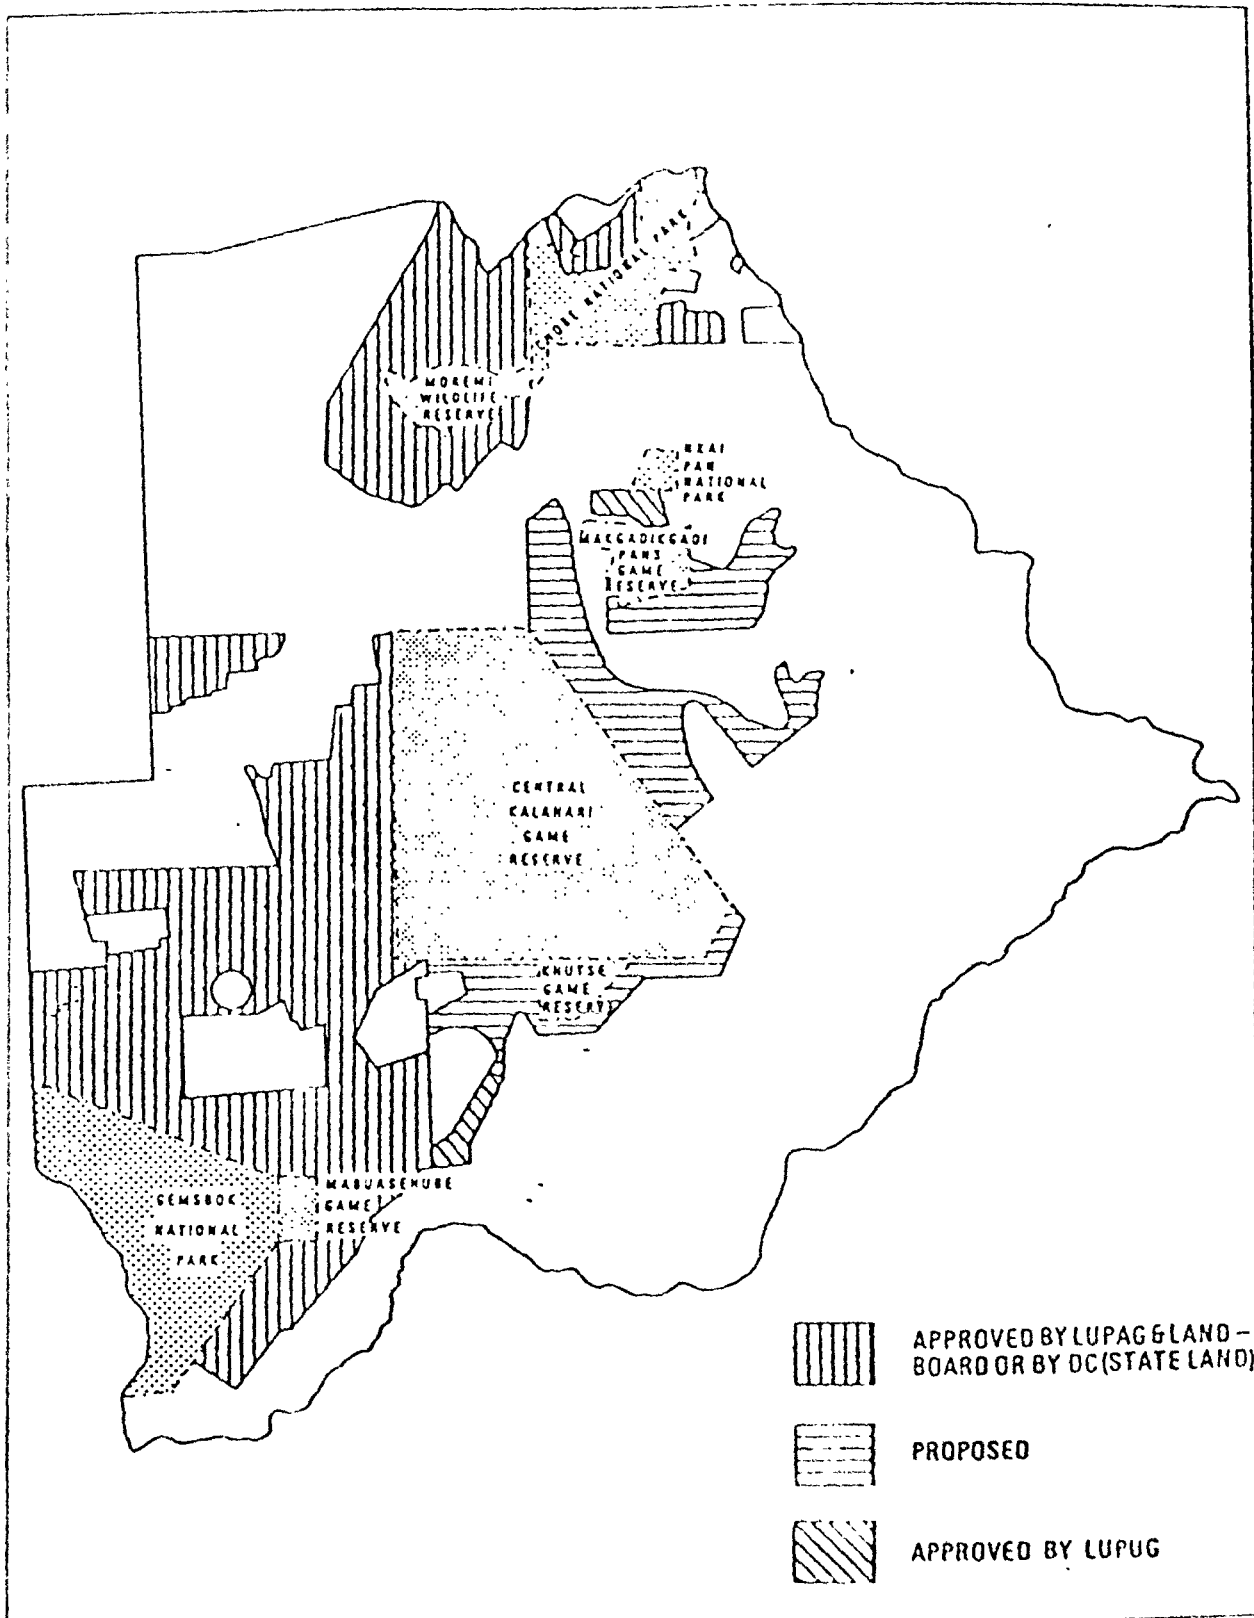 CHOBE NATIONAL PARK
MOREMI
WILDLIFE
RESERVE
NXAI
PAN
NATIONAL
PARK
MAKGADIKGADI
PANS
GAME
RESERVE
CENTRAL
KALAHARI
GAME
RESERVE
KHUTSE
GAME
RESERVE
GEMSBOK
NATIONAL
PARK
MABUASEHUBE
GAME
RESERVE
APPROVED BY LUPAG & LAND –
BOARD OR BY DC (STATE LAND)
PROPOSED
APPROVED BY LUPUG